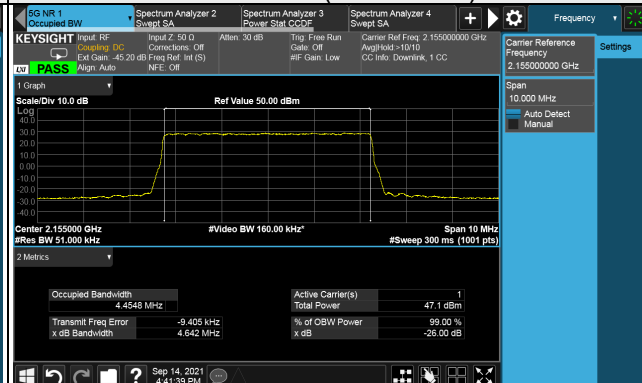 5G NR 1
Occupied BW
Spectrum Analyzer 2
Swept SA
Spectrum Analyzer 3
Power Stat CCDF
Spectrum Analyzer 4
Swept SA
+
Frequency
KEYSIGHT
LXI
PASS
Input: RF
Coupling: DC
Ext Gain: -45.20 dB
Align: Auto
Input Z: 50 Ω
Corrections: Off
Freq Ref: Int (S)
NFE: Off
Atten: 30 dB
Trig: Free Run
Gate: Off
#IF Gain: Low
Carrier Ref Freq: 2.155000000 GHz
Avg|Hold:>10/10
CC Info: Downlink, 1 CC
Carrier Reference
Frequency
2.155000000 GHz
Span
10.000 MHz
Auto Detect
Manual
Settings
1 Graph
Scale/Div 10.0 dB
Ref Value 50.00 dBm
Log
40.0
30.0
20.0
10.0
0.00
-10.0
-20.0
-30.0
-40.0
Center 2.155000 GHz
#Video BW 160.00 kHz*
Span 10 MHz
#Res BW 51.000 kHz
#Sweep 300 ms (1001 pts)
2 Metrics
Occupied Bandwidth
4.4548 MHz
Transmit Freq Error -9.405 kHz
x dB Bandwidth 4.642 MHz
Active Carrier(s) 1
Total Power 47.1 dBm
% of OBW Power 99.00 %
x dB -26.00 dB
?
Sep 14, 2021
4:41:39 PM